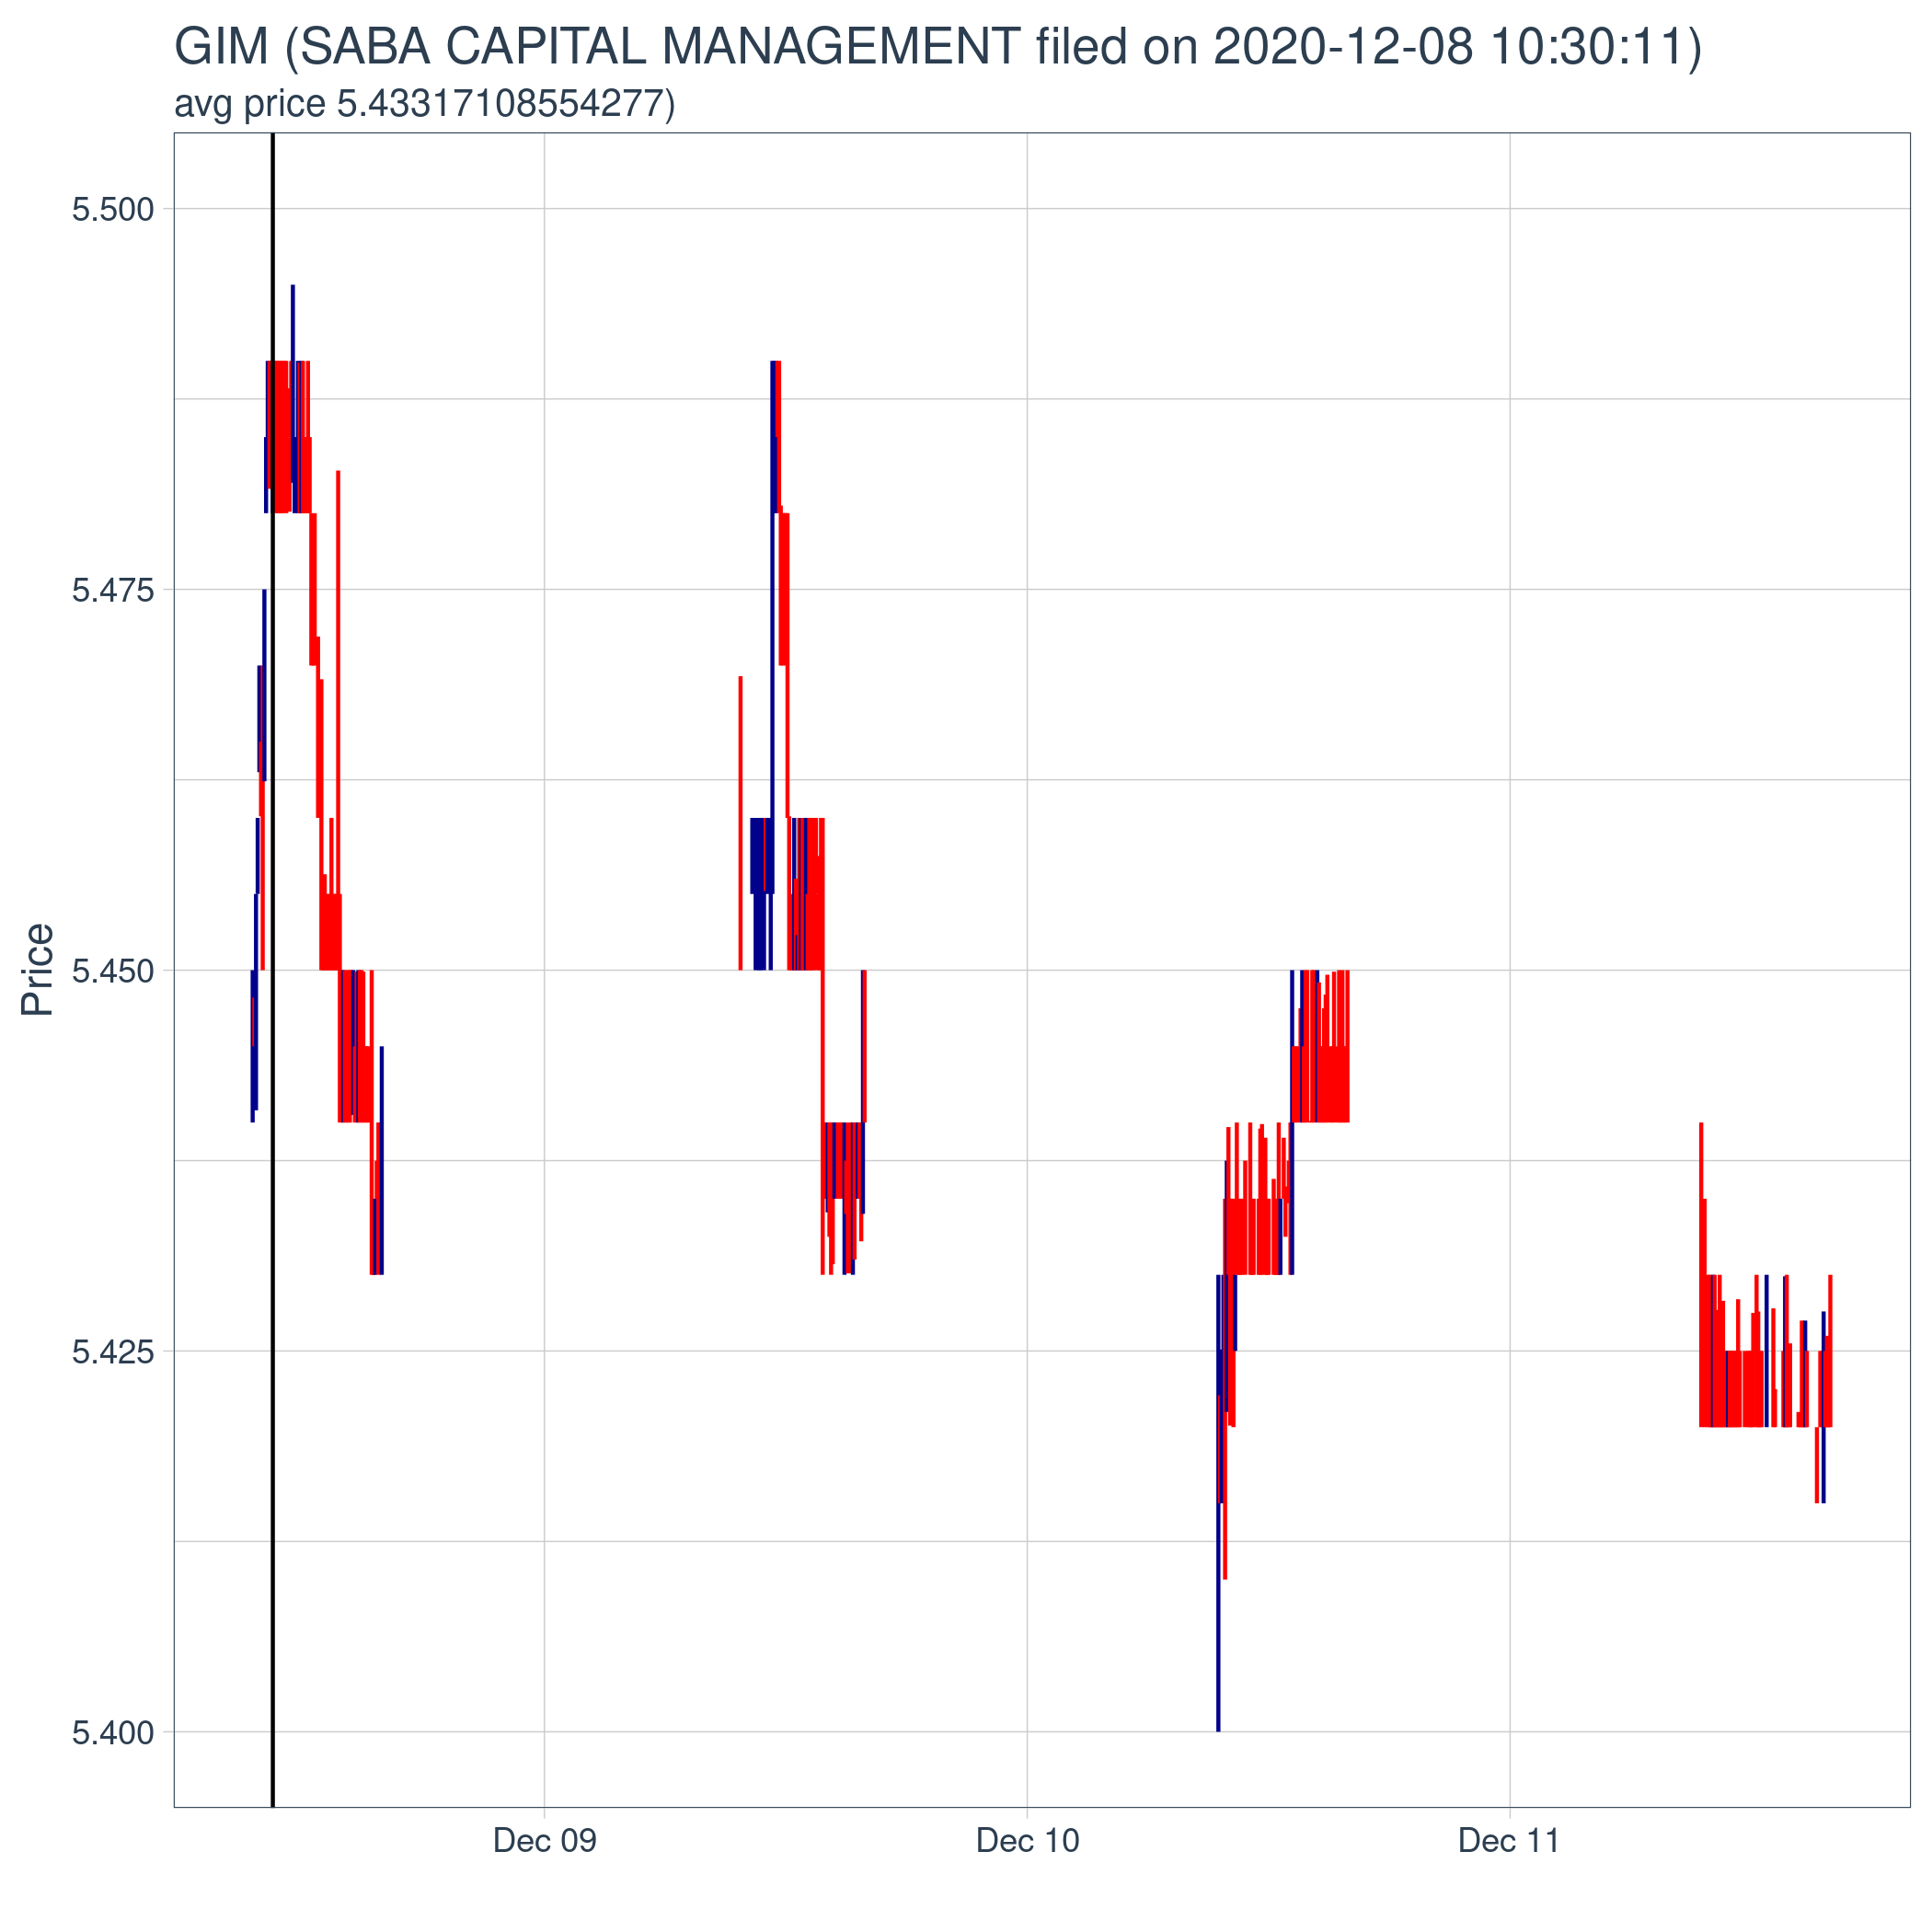 GIM (SABA CAPITAL MANAGEMENT filed on 2020-12-08 10:30:11)
avg price 5.43317108554277)
5.500
5.475
5.450
5.425
5.400
Price
Dec 09
Dec 10
Dec 11